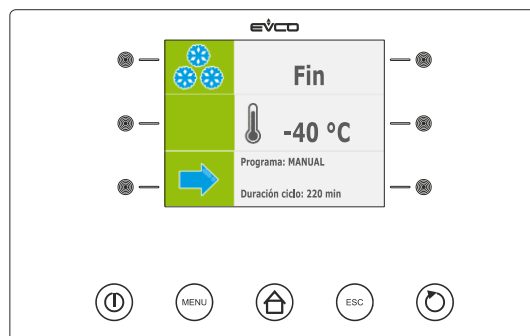 EVCO
Fin
-40 °C
Programa: MANUAL
Duración ciclo: 220 min
MENU
ESC